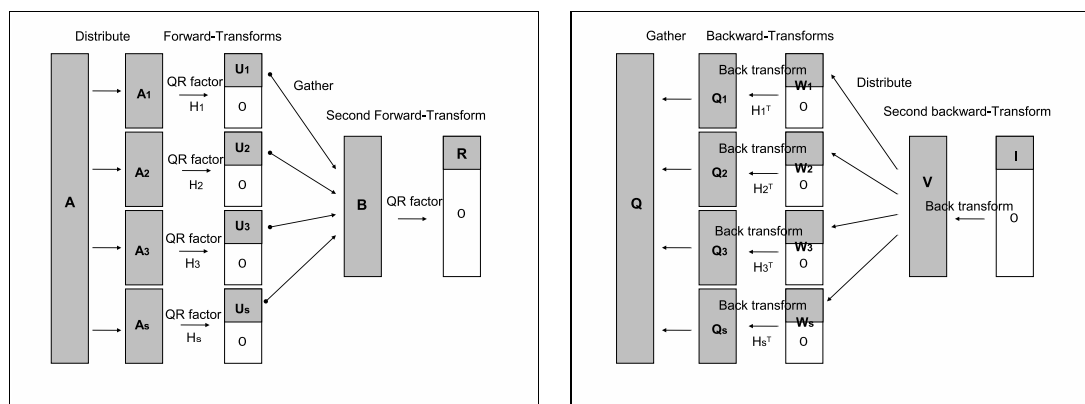 Distribute Forward-Transforms
A
A1
QR factor
H1
U1
0
A2
QR factor
H2
U2
0
A3
QR factor
H3
U3
0
As
QR factor
Hs
Us
0
Gather
Second Forward-Transform
B
QR factor
R
0
Gather Backward-Transforms
Q
Q1
Back transform
H1ᵀ
W1
0
Q2
Back transform
H2ᵀ
W2
0
Q3
Back transform
H3ᵀ
W3
0
Qs
Back transform
Hsᵀ
Ws
0
Distribute
Second backward-Transform
V
Back transform
I
0